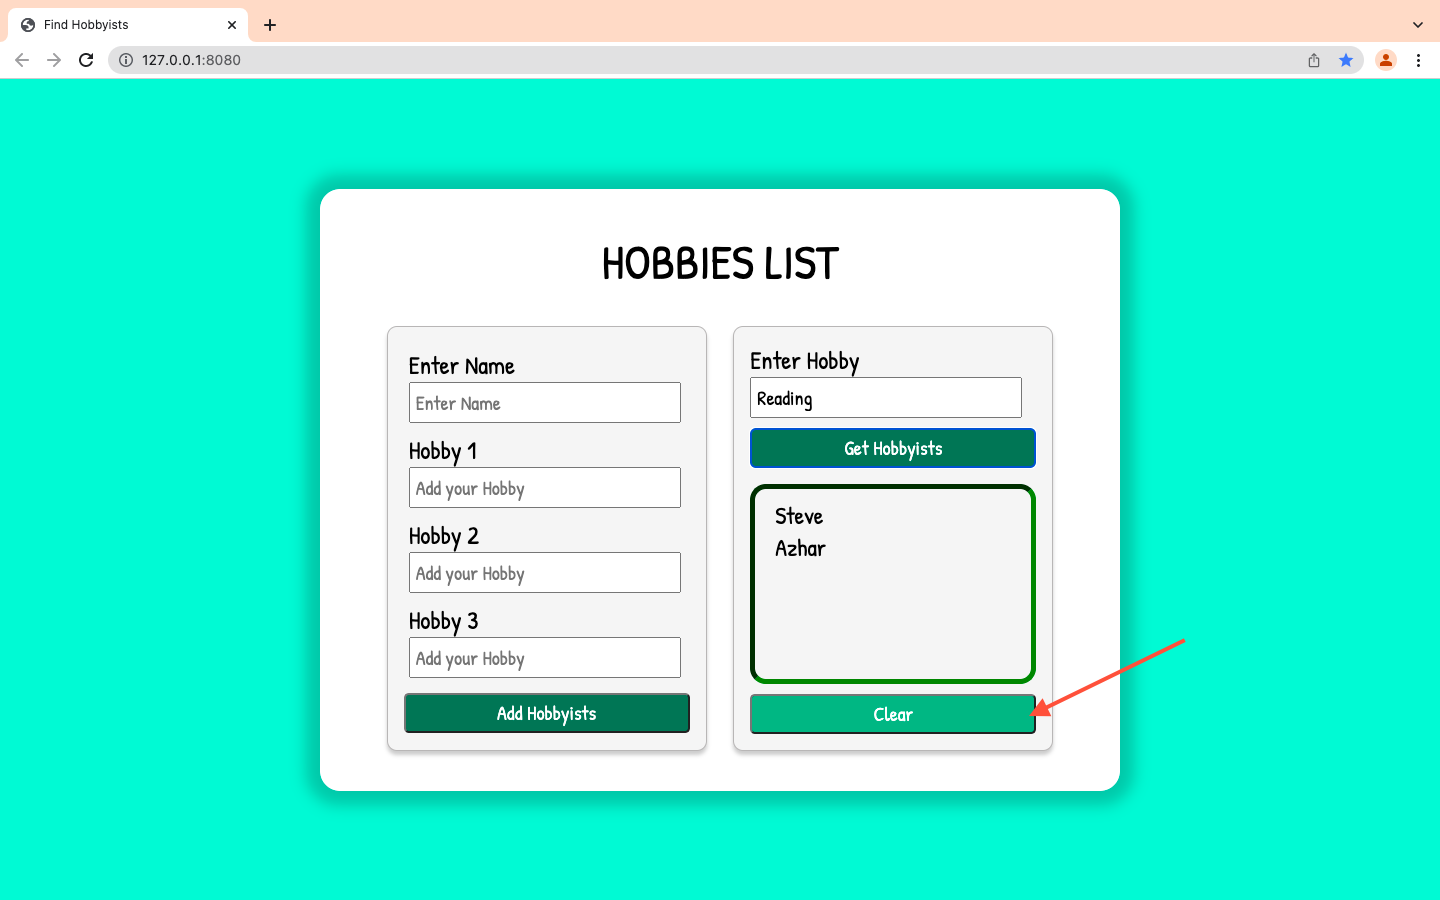 Find Hobbyists
127.0.0.1:8080
HOBBIES LIST
Enter Name
Enter Name
Hobby 1
Add your Hobby
Hobby 2
Add your Hobby
Hobby 3
Add your Hobby
Add Hobbyists
Enter Hobby
Reading
Get Hobbyists
Steve
Azhar
Clear